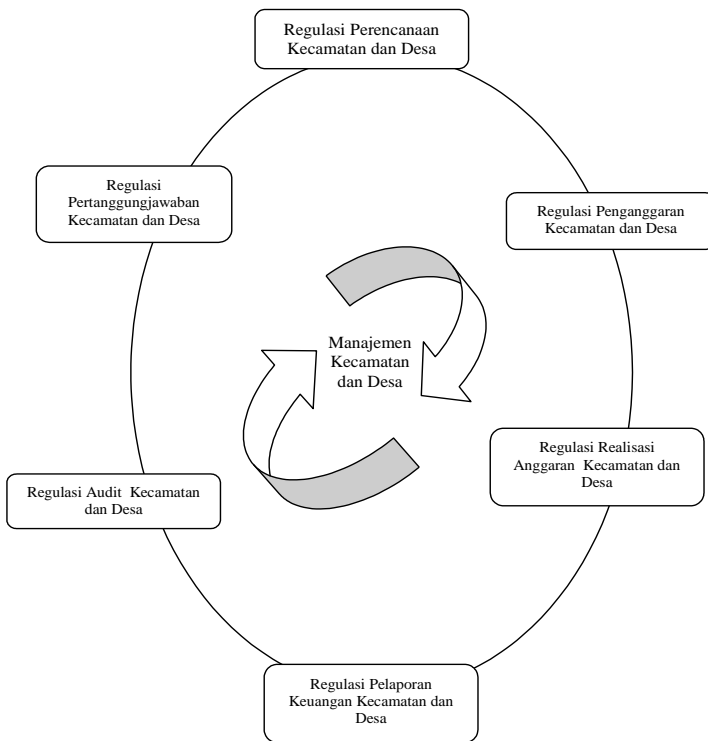 Regulasi Perencanaan
Kecamatan dan Desa
Regulasi
Pertanggungjawaban
Kecamatan dan Desa
Regulasi Penganggaran
Kecamatan dan Desa
Manajemen
Kecamatan
dan Desa
Regulasi Realisasi
Anggaran Kecamatan dan
Desa
Regulasi Audit Kecamatan
dan Desa
Regulasi Pelaporan
Keuangan Kecamatan dan
Desa